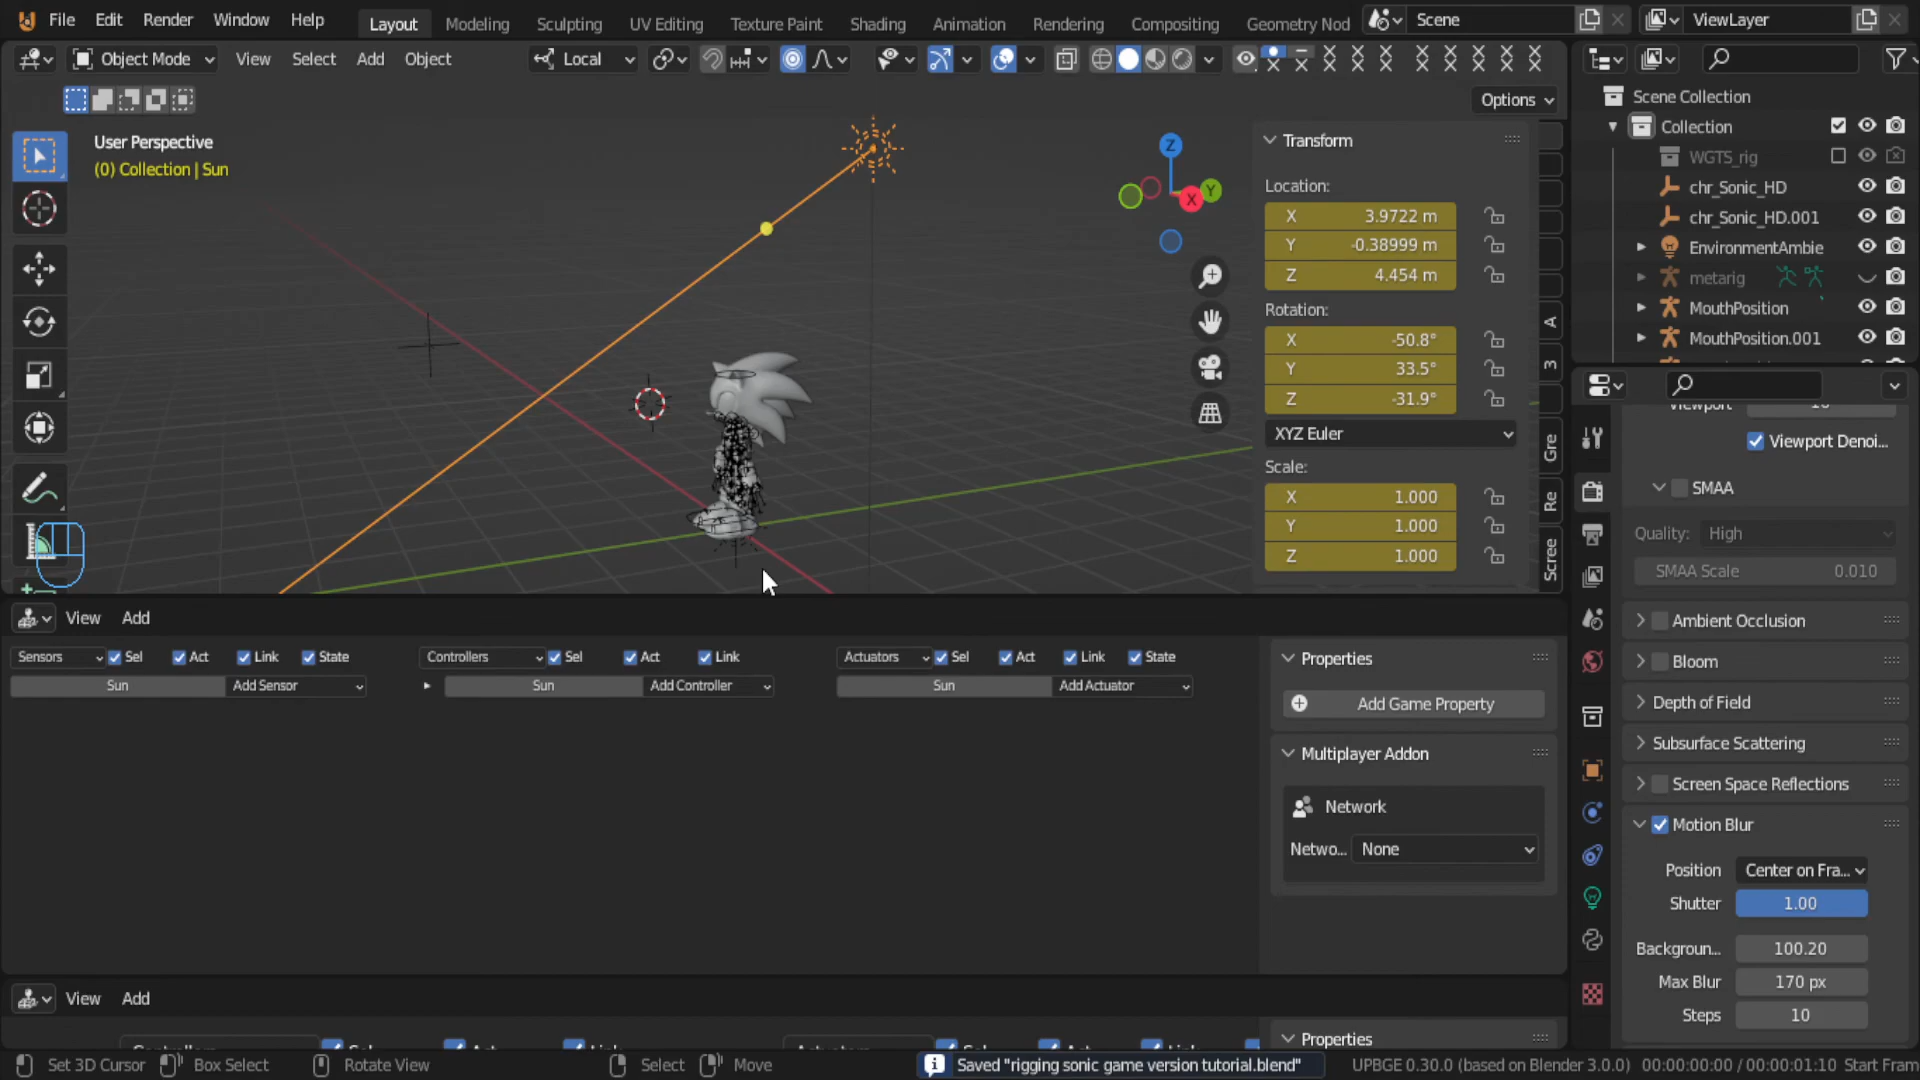 File Edit Render Window Help Layout Modeling Sculpting UV Editing Texture Paint Shading Animation Rendering Compositing Geometry Nod Scene ViewLayer
Object Mode View Select Add Object Local
Options
User Perspective
(0) Collection | Sun
Z
Y
X
Transform
Location:
X 3.9722 m
Y -0.38999 m
Z 4.454 m
Rotation:
X -50.8°
Y 33.5°
Z -31.9°
XYZ Euler
Scale:
X 1.000
Y 1.000
Z 1.000
A
3
Gre
Re
Scree
Scene Collection
Collection
WGTS_rig
chr_Sonic_HD
chr_Sonic_HD.001
EnvironmentAmbie
metarig
MouthPosition
MouthPosition.001
Viewport Denoi...
SMAA
Quality: High
SMAA Scale 0.010
Ambient Occlusion
Bloom
Depth of Field
Subsurface Scattering
Screen Space Reflections
Motion Blur
Position Center on Fra...
Shutter 1.00
Backgroun... 100.20
Max Blur 170 px
Steps 10
View Add
Sensors Sel Act Link State Controllers Sel Act Link Actuators Sel Act Link State
Sun Add Sensor Sun Add Controller Sun Add Actuator
Properties
Add Game Property
Multiplayer Addon
Network
Netwo... None
View Add
Properties
Set 3D Cursor Box Select Rotate View Select Move Saved "rigging sonic game version tutorial.blend" UPBGE 0.30.0 (based on Blender 3.0.0) 00:00:00:00 / 00:00:01:10 Start Fram